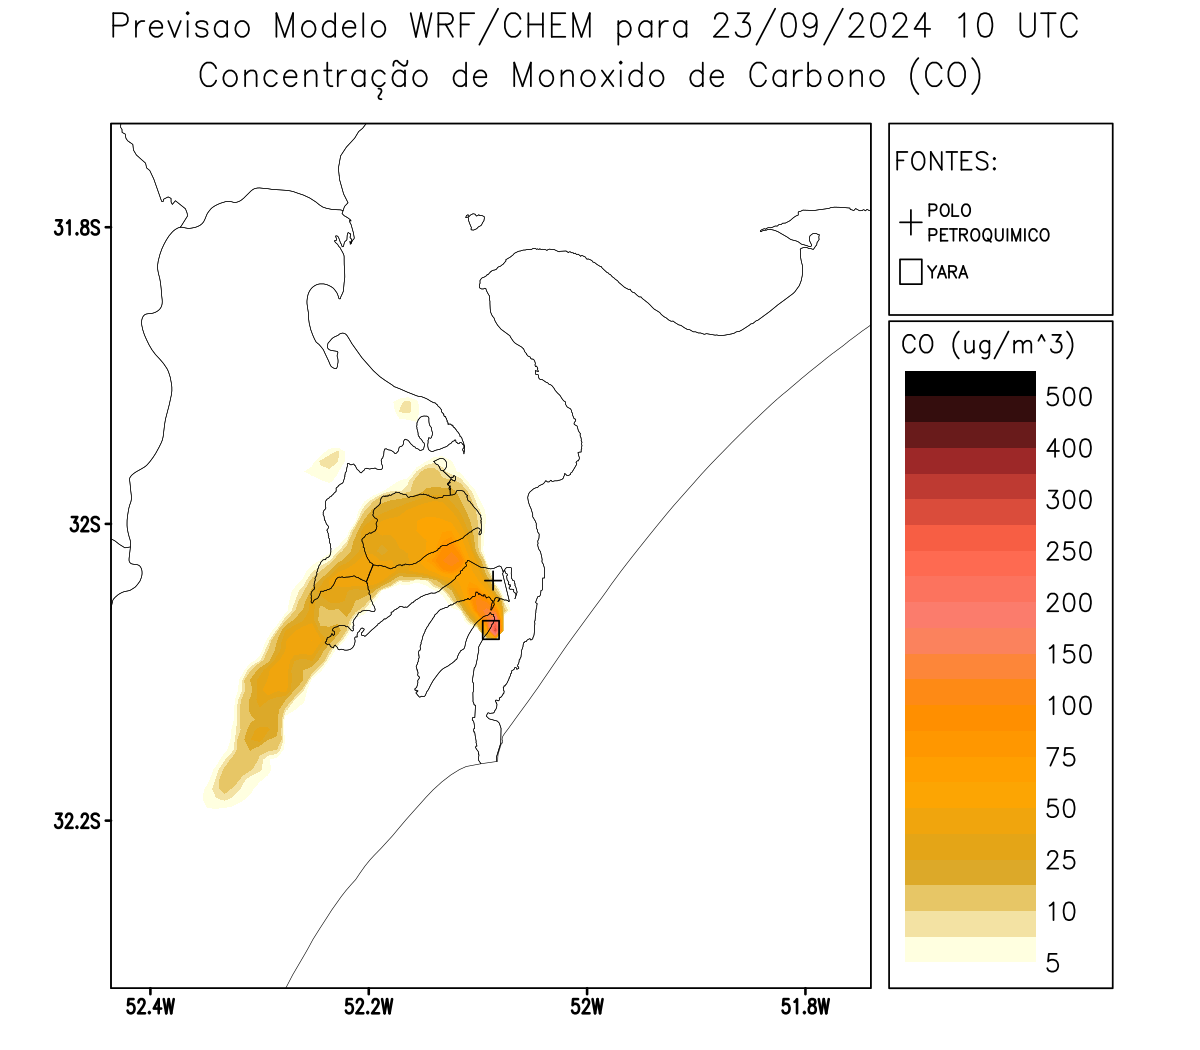 Previsao Modelo WRF/CHEM para 23/09/2024 10 UTC
Concentração de Monoxido de Carbono (CO)
FONTES:
POLO
PETROQUIMICO
YARA
CO (ug/m^3)
500
400
300
250
200
150
100
75
50
25
10
5
31.8S
32S
32.2S
52.4W
52.2W
52W
51.8W